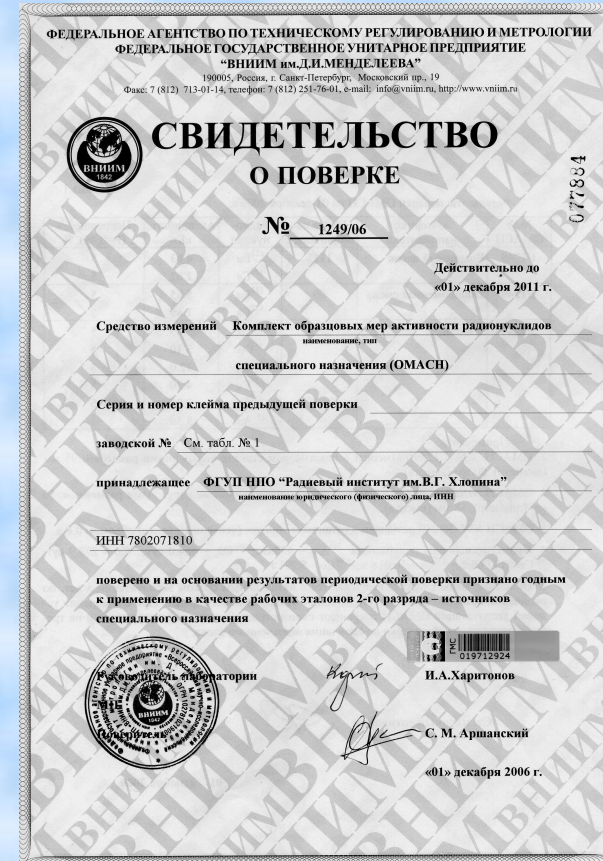 ФЕДЕРАЛЬНОЕ АГЕНТСТВО ПО ТЕХНИЧЕСКОМУ РЕГУЛИРОВАНИЮ И МЕТРОЛОГИИ
ФЕДЕРАЛЬНОЕ ГОСУДАРСТВЕННОЕ УНИТАРНОЕ ПРЕДПРИЯТИЕ
“ВНИИМ им.Д.И.МЕНДЕЛЕЕВА”
190005, Россия, г. Санкт-Петербург, Московский пр., 19
Факс: 7 (812) 713-01-14, телефон: 7 (812) 251-76-01, e-mail: info@vniim.ru, http://www.vniim.ru
ВНИИМ
1842
СВИДЕТЕЛЬСТВО
О ПОВЕРКЕ
077884
№ 1249/06
Действительно до
«01» декабря 2011 г.
Средство измерений Комплект образцовых мер активности радионуклидов
наименование, тип
специального назначения (ОМАСН)
Серия и номер клейма предыдущей поверки
заводской № См. табл. № 1
принадлежащее ФГУП НПО “Радиевый институт им.В.Г. Хлопина”
наименование юридического (физического) лица, ИНН
ИНН 7802071810
поверено и на основании результатов периодической поверки признано годным
к применению в качестве рабочих эталонов 2-го разряда – источников
специального назначения
ГМС
019712924
Руководитель лаборатории И.А.Харитонов
Поверитель С. М. Аршанский
ВНИИМ
1842
«01» декабря 2006 г.